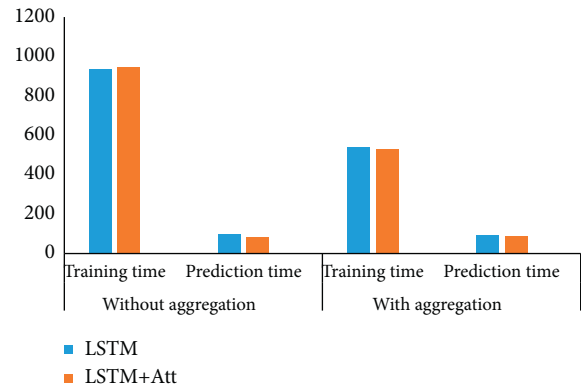 1200
1000
800
600
400
200
0
Training time Prediction time Training time Prediction time
Without aggregation With aggregation
LSTM
LSTM+Att